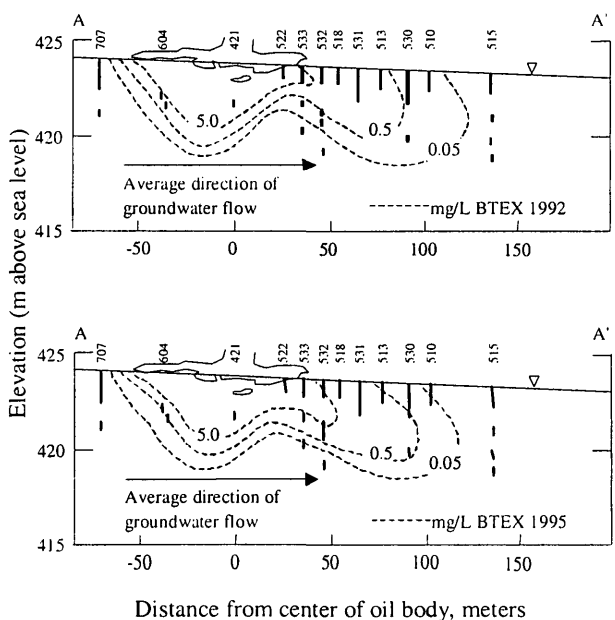 A A'
707 604 421 522 533 532 518 531 513 530 510 515
425
420
415
5.0 0.5 0.05
Average direction of
groundwater flow
mg/L BTEX 1992
-50 0 50 100 150
Elevation (m above sea level)
A A'
707 604 421 522 533 532 518 531 513 530 510 515
425
420
415
5.0 0.5 0.05
Average direction of
groundwater flow
mg/L BTEX 1995
-50 0 50 100 150
Distance from center of oil body, meters